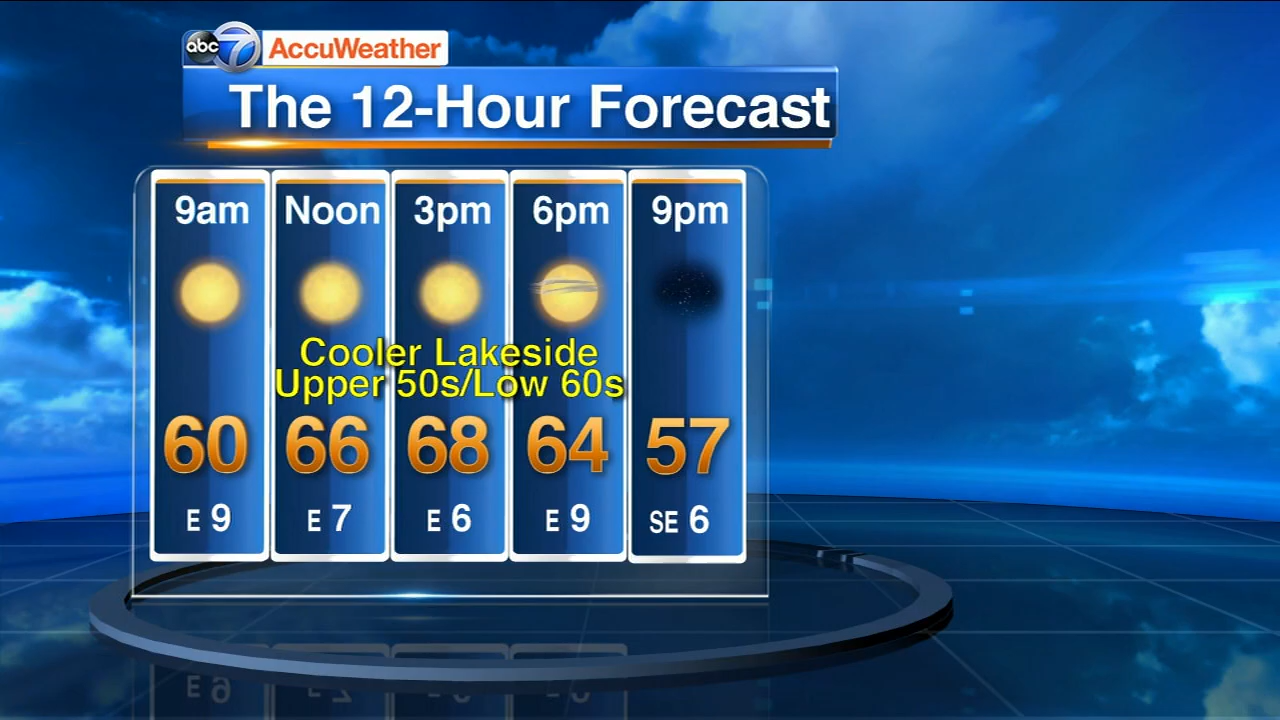 abc 7 AccuWeather
The 12-Hour Forecast
9am Noon 3pm 6pm 9pm
Cooler Lakeside
Upper 50s/Low 60s
60 66 68 64 57
E 9 E 7 E 6 E 9 SE 6